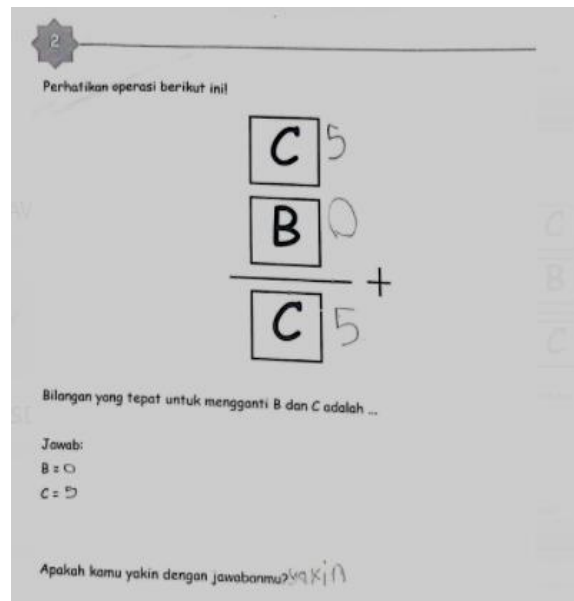 2
Perhatikan operasi berikut ini!
C 5
B 0
+
C 5
Bilangan yang tepat untuk mengganti B dan C adalah ...
Jawab:
B = 0
C = 5
Apakah kamu yakin dengan jawabanmu? yakin